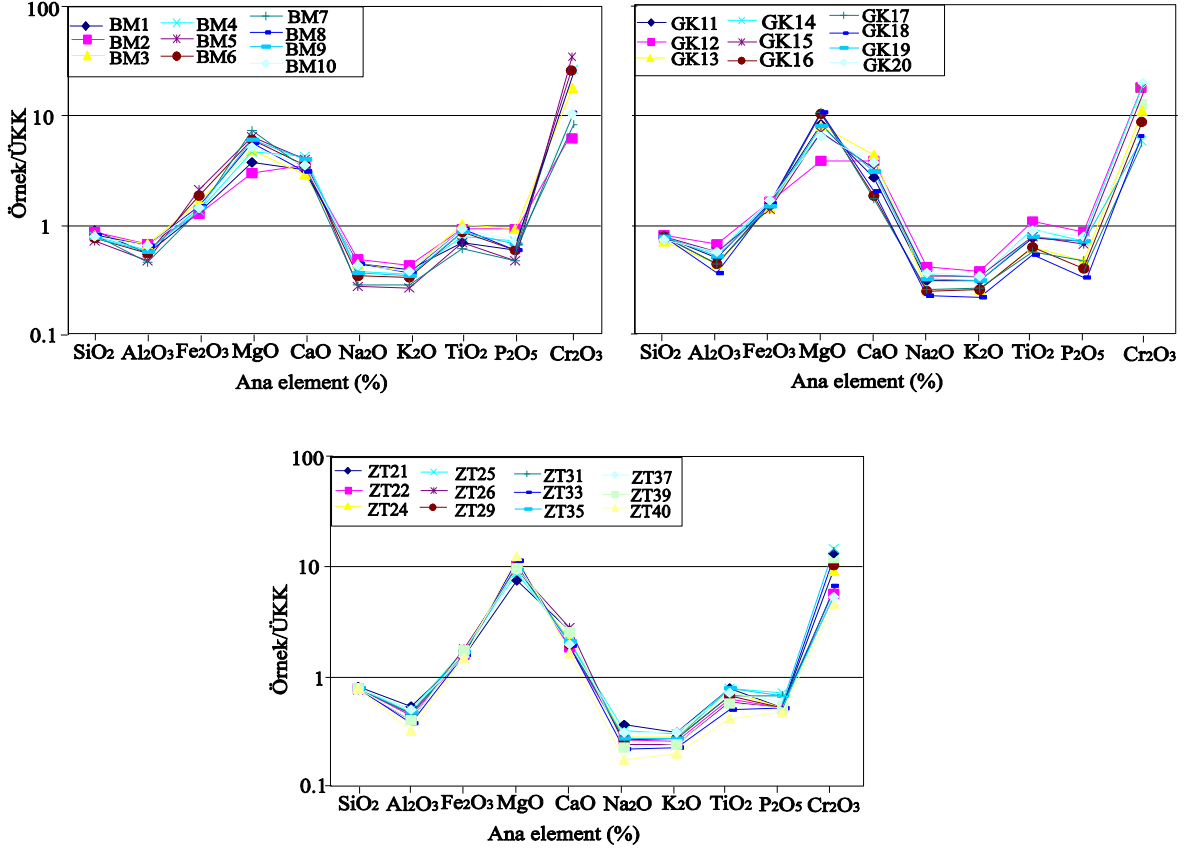 100
10
1
0.1
Örnek/ÜKK
BM1 BM4 BM7
BM2 BM5 BM8
BM3 BM6 BM9
BM10
SiO₂ Al₂O₃ Fe₂O₃ MgO CaO Na₂O K₂O TiO₂ P₂O₅ Cr₂O₃
Ana element (%)
GK11 GK14 GK17
GK12 GK15 GK18
GK13 GK16 GK19
GK20
SiO₂ Al₂O₃ Fe₂O₃ MgO CaO Na₂O K₂O TiO₂ P₂O₅ Cr₂O₃
Ana element (%)
100
10
1
0.1
Örnek/ÜKK
ZT21 ZT25 ZT31 ZT37
ZT22 ZT26 ZT33 ZT39
ZT24 ZT29 ZT35 ZT40
SiO₂ Al₂O₃ Fe₂O₃ MgO CaO Na₂O K₂O TiO₂ P₂O₅ Cr₂O₃
Ana element (%)